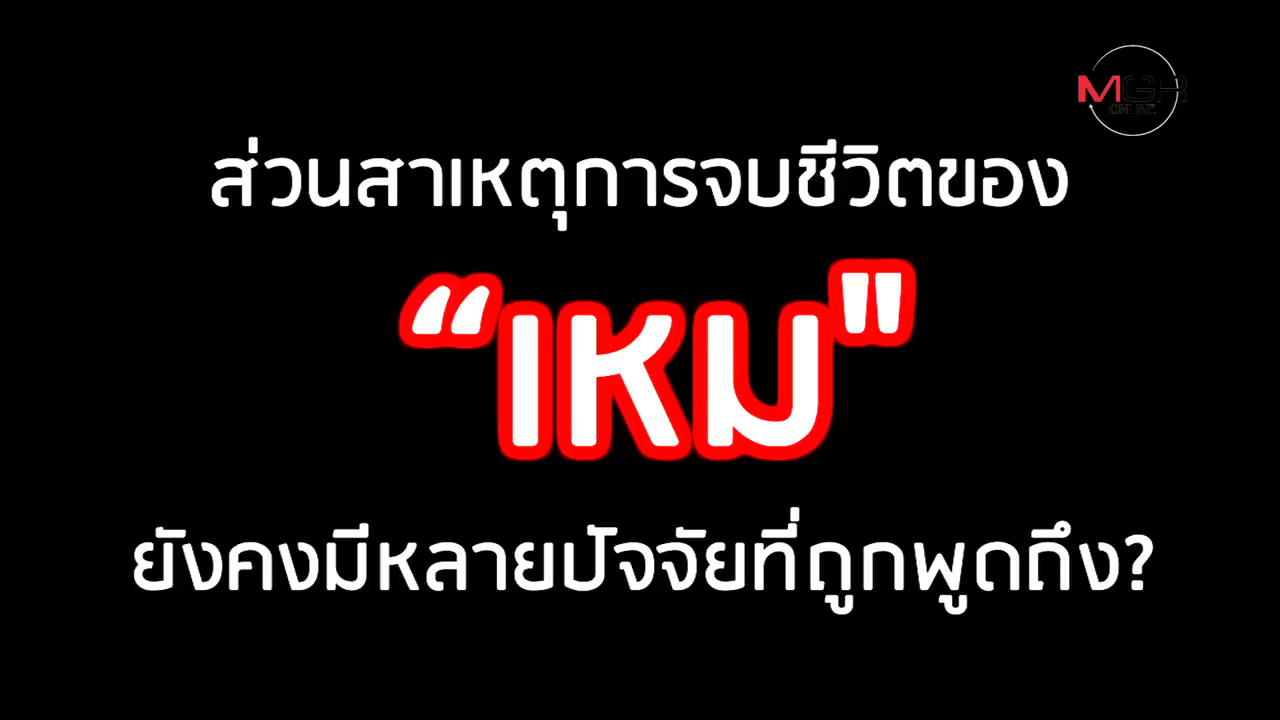 MGR
ONLINE
ส่วนสาเหตุการจบชีวิตของ
“เหม"
ยังคงมีหลายปัจจัยที่ถูกพูดถึง?